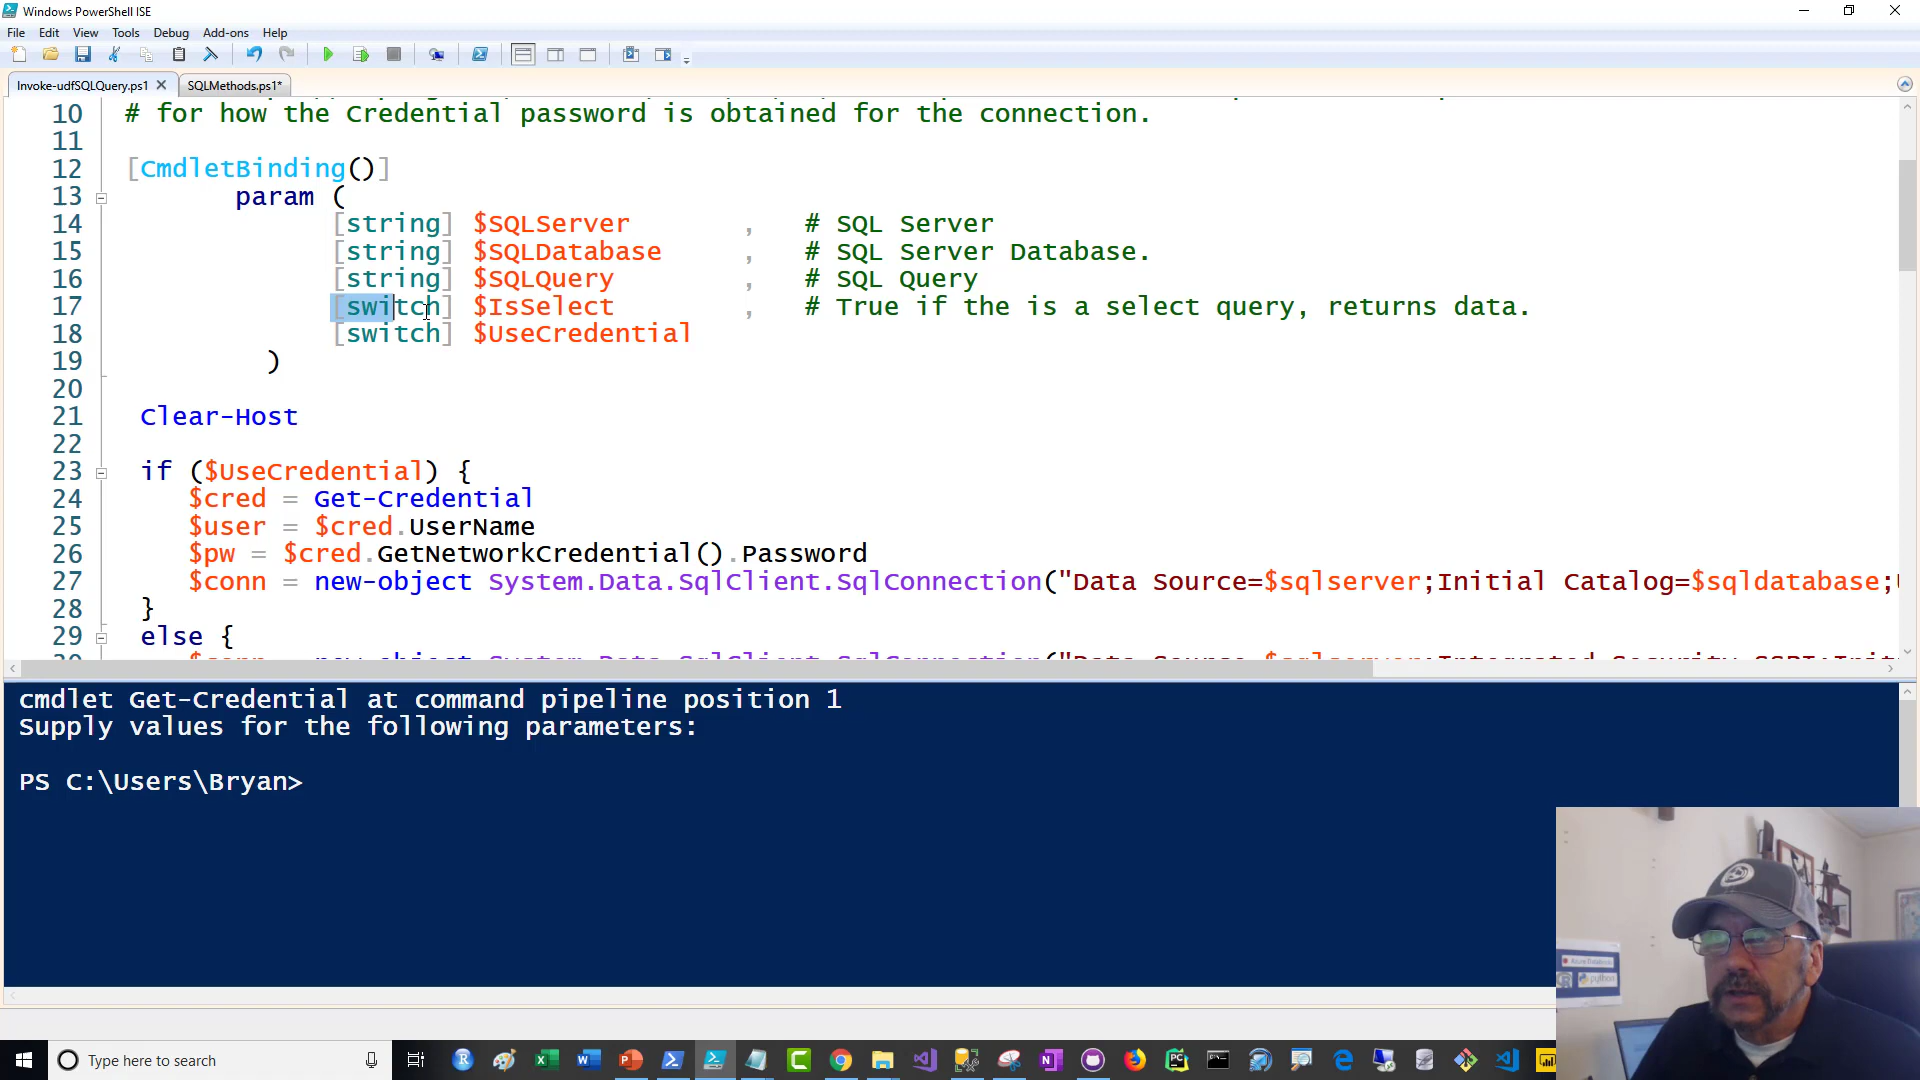 Windows PowerShell ISE
File Edit View Tools Debug Add-ons Help
Invoke-udfSQLQuery.ps1 SQLMethods.ps1*
10 # for how the Credential password is obtained for the connection.
11
12 [CmdletBinding()]
13 param (
14 [string] $SQLServer , # SQL Server
15 [string] $SQLDatabase , # SQL Server Database.
16 [string] $SQLQuery , # SQL Query
17 [switch] $IsSelect , # True if the is a select query, returns data.
18 [switch] $UseCredential
19 )
20
21 Clear-Host
22
23 if ($UseCredential) {
24 $cred = Get-Credential
25 $user = $cred.UserName
26 $pw = $cred.GetNetworkCredential().Password
27 $conn = new-object System.Data.SqlClient.SqlConnection("Data Source=$sqlserver;Initial Catalog=$sqldatabase;
28 }
29 else {
cmdlet Get-Credential at command pipeline position 1
Supply values for the following parameters:
PS C:\Users\Bryan>
Azure Databricks
python
Type here to search